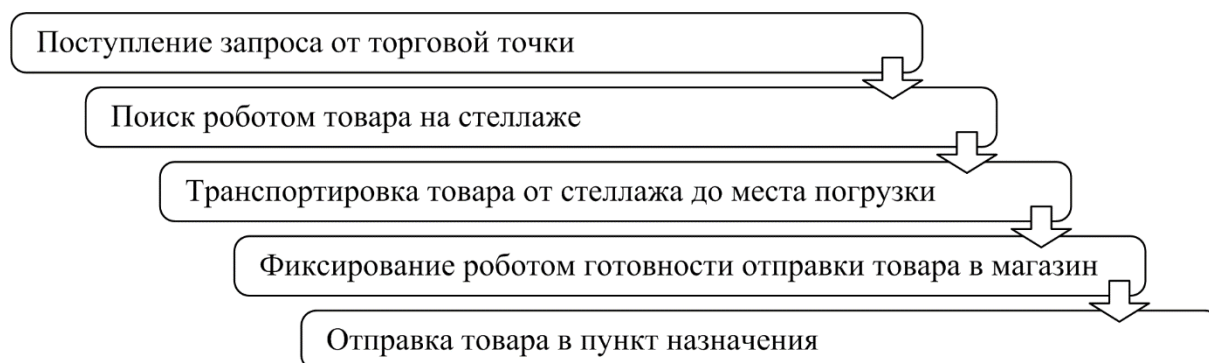 Поступление запроса от торговой точки
Поиск роботом товара на стеллаже
Транспортировка товара от стеллажа до места погрузки
Фиксирование роботом готовности отправки товара в магазин
Отправка товара в пункт назначения